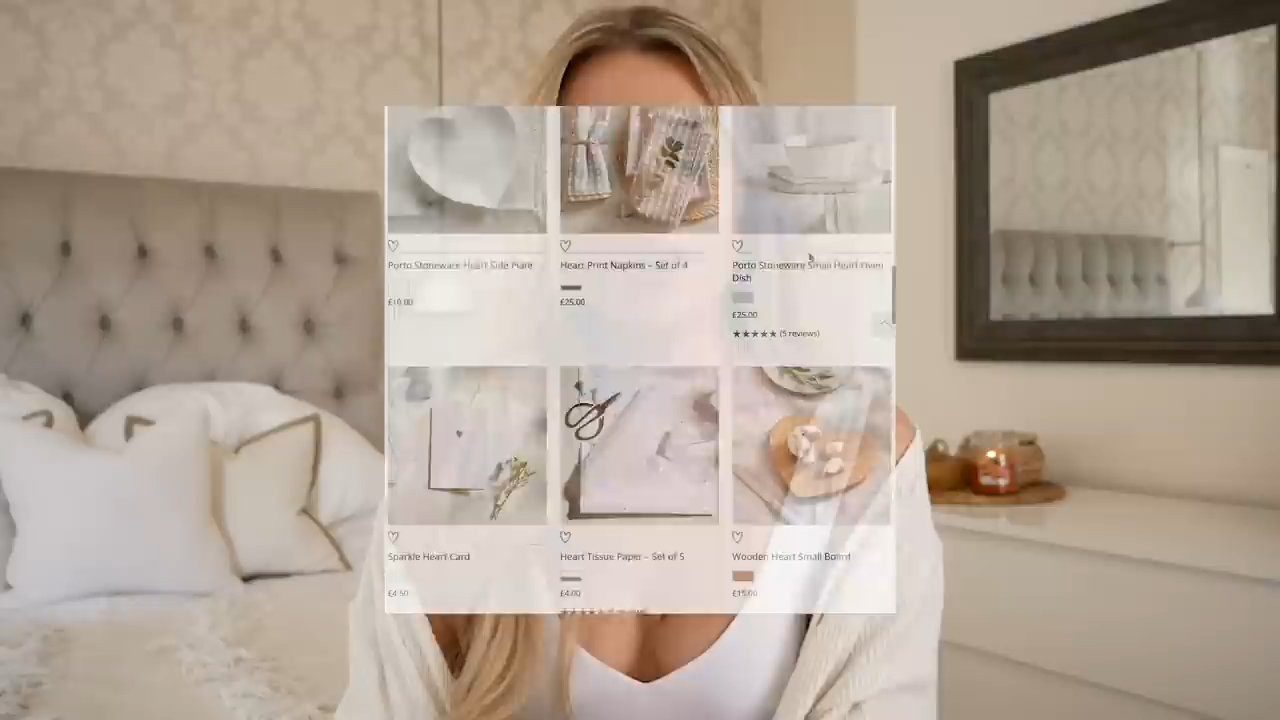 Porto Stoneware Heart Side Plate
£10.00
Heart Print Napkins – Set of 4
£25.00
Porto Stoneware Small Heart Oven
Dish
£25.00
★★★★★ (5 reviews)
Sparkle Heart Card
£4.50
Heart Tissue Paper – Set of 5
£4.00
Wooden Heart Small Board
£15.00